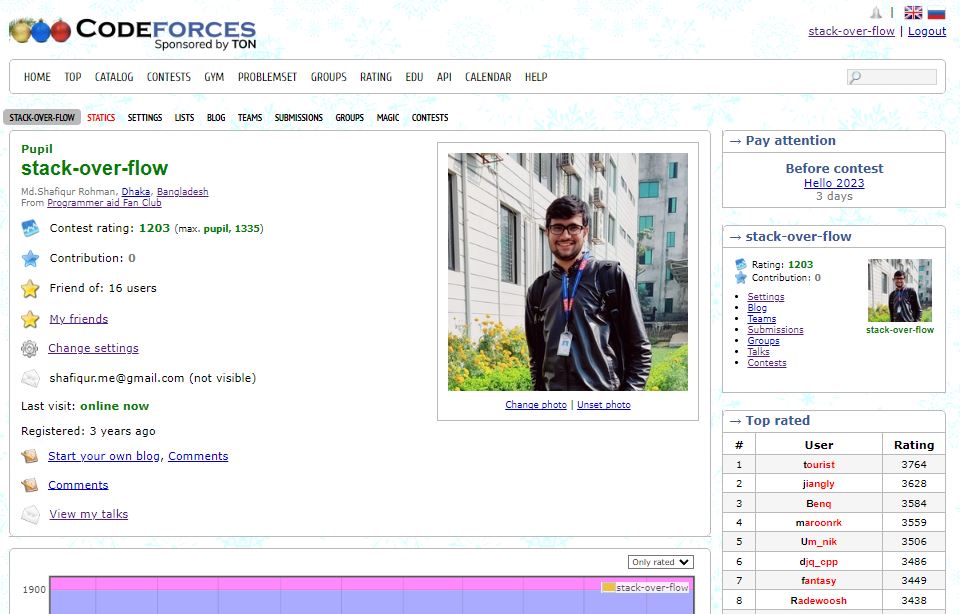 CODEFORCES
Sponsored by TON
|
stack-over-flow | Logout
HOME TOP CATALOG CONTESTS GYM PROBLEMSET GROUPS RATING EDU API CALENDAR HELP
STACK-OVER-FLOW STATICS SETTINGS LISTS BLOG TEAMS SUBMISSIONS GROUPS MAGIC CONTESTS
Pupil
stack-over-flow
Md.Shafiqur Rohman, Dhaka, Bangladesh
From Programmer aid Fan Club
Contest rating: 1203 (max. pupil, 1335)
Contribution: 0
Friend of: 16 users
My friends
Change settings
shafiqur.me@gmail.com (not visible)
Last visit: online now
Registered: 3 years ago
Start your own blog, Comments
Comments
View my talks
Change photo | Unset photo
Only rated
1900
stack-over-flow
→ Pay attention
Before contest
Hello 2023
3 days
→ stack-over-flow
Rating: 1203
Contribution: 0
Settings
Blog
Teams
Submissions
Groups
Talks
Contests
stack-over-flow
→ Top rated
# User Rating
1 tourist 3764
2 jiangly 3628
3 Benq 3584
4 maroonrk 3559
5 Um_nik 3506
6 djq_cpp 3486
7 fantasy 3449
8 Radewoosh 3438